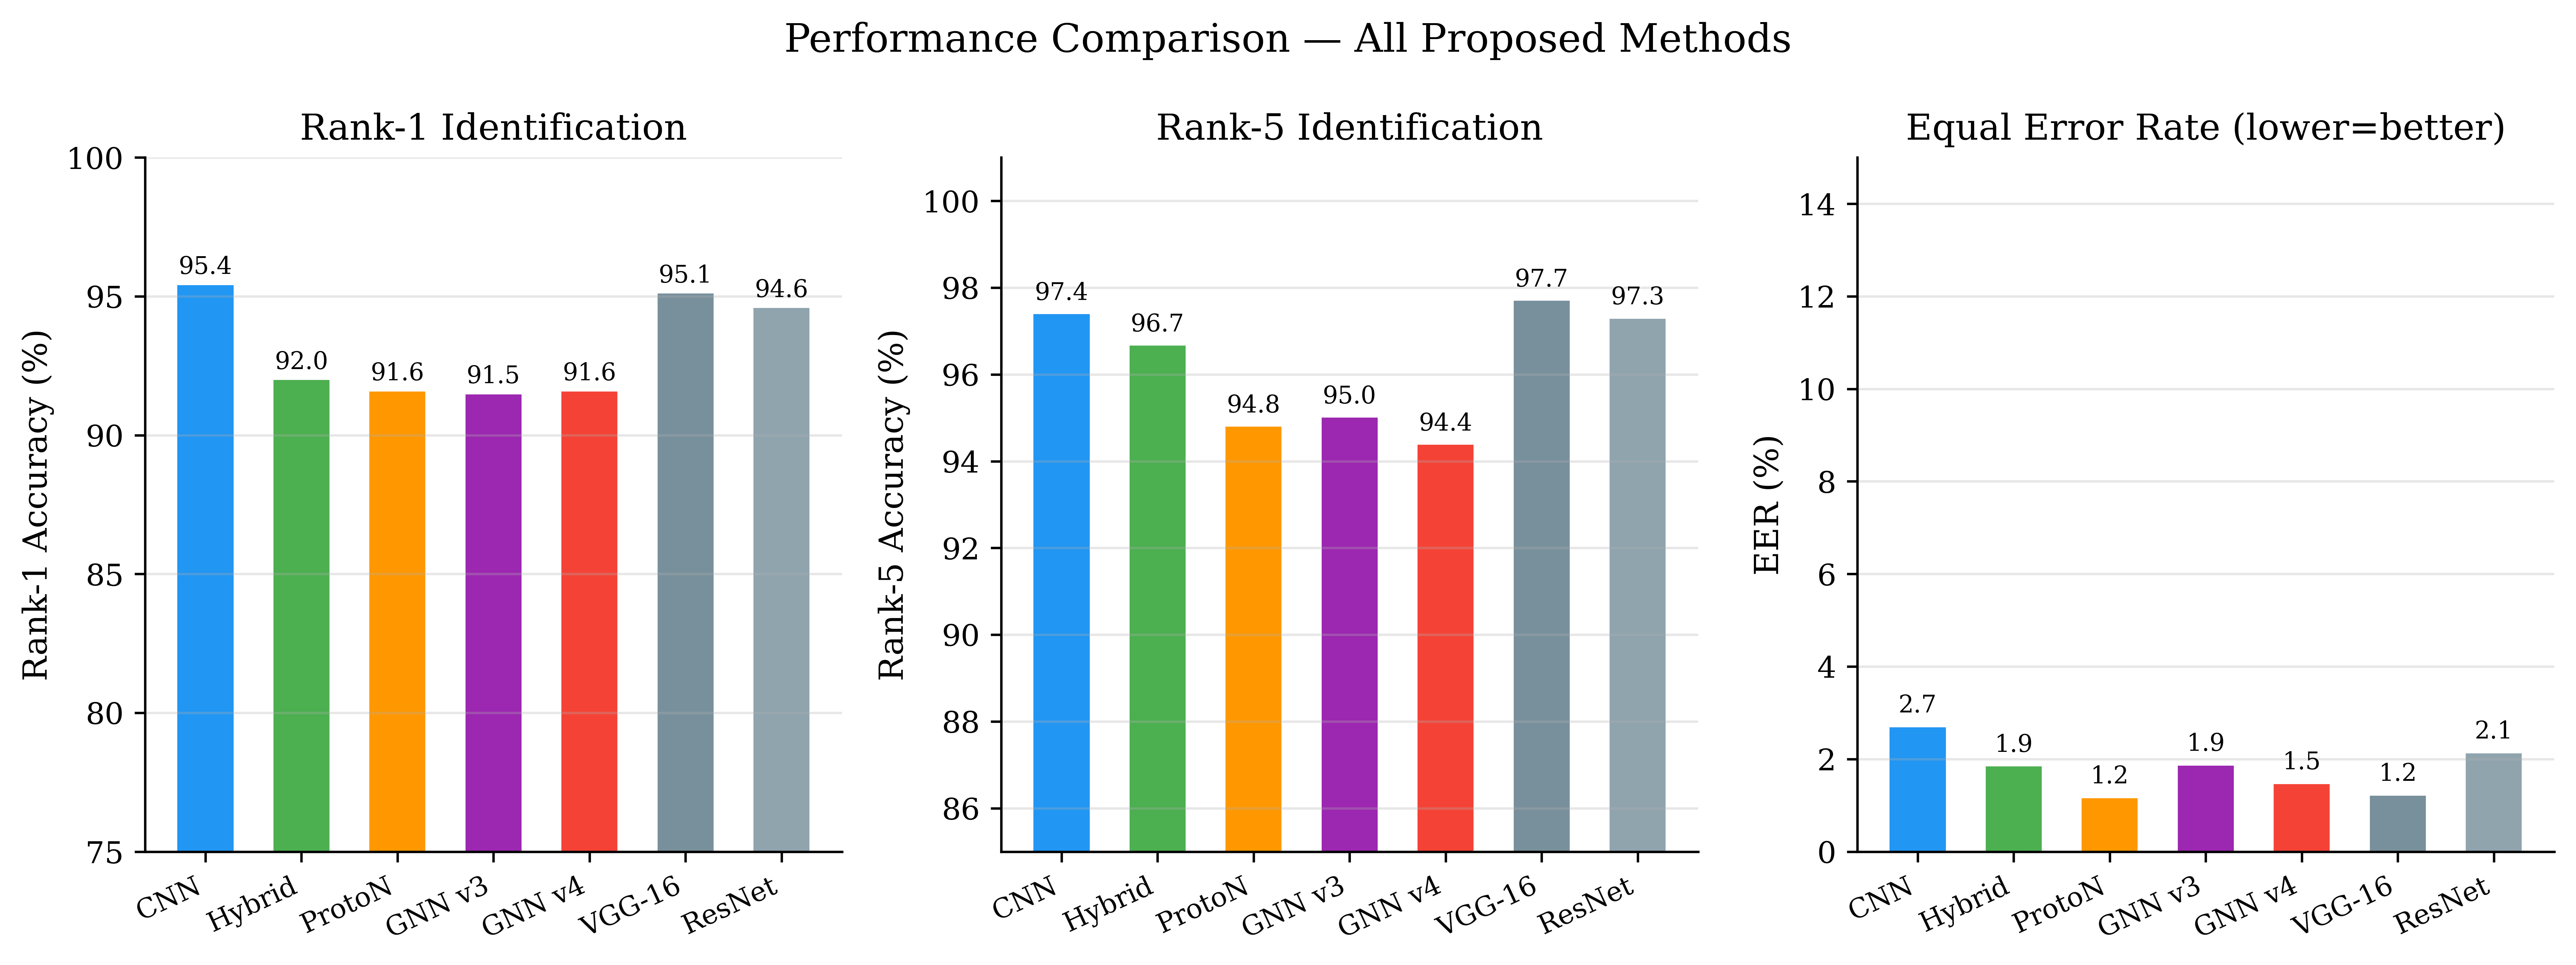 Performance Comparison — All Proposed Methods
Rank-1 Identification
Rank-1 Accuracy (%)
100
95
90
85
80
75
95.4
92.0
91.6
91.5
91.6
95.1
94.6
CNN
Hybrid
ProtoN
GNN v3
GNN v4
VGG-16
ResNet
Rank-5 Identification
Rank-5 Accuracy (%)
100
98
96
94
92
90
88
86
97.4
96.7
94.8
95.0
94.4
97.7
97.3
CNN
Hybrid
ProtoN
GNN v3
GNN v4
VGG-16
ResNet
Equal Error Rate (lower=better)
EER (%)
14
12
10
8
6
4
2
0
2.7
1.9
1.2
1.9
1.5
1.2
2.1
CNN
Hybrid
ProtoN
GNN v3
GNN v4
VGG-16
ResNet